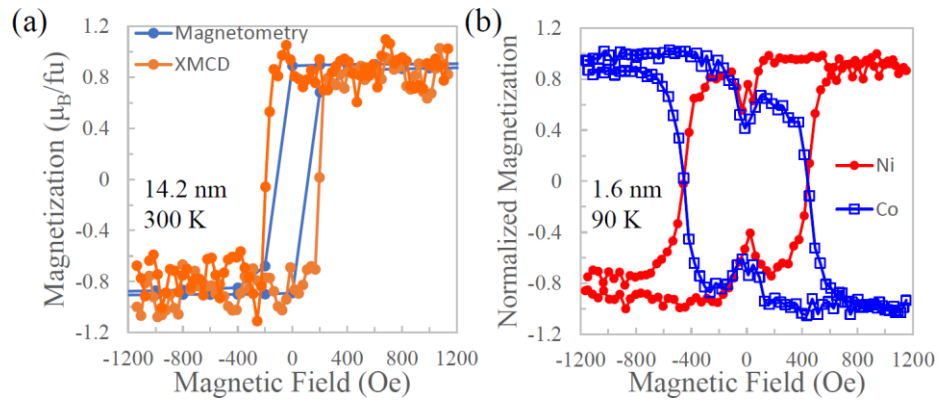 (a)
Magnetization (μB/fu)
1.2
0.8
0.4
0
-0.4
-0.8
-1.2
Magnetometry
XMCD
14.2 nm
300 K
-1200 -800 -400 0 400 800 1200
Magnetic Field (Oe)
(b)
Normalized Magnetization
1.2
0.8
0.4
0
-0.4
-0.8
-1.2
Ni
Co
1.6 nm
90 K
-1200 -800 -400 0 400 800 1200
Magnetic Field (Oe)